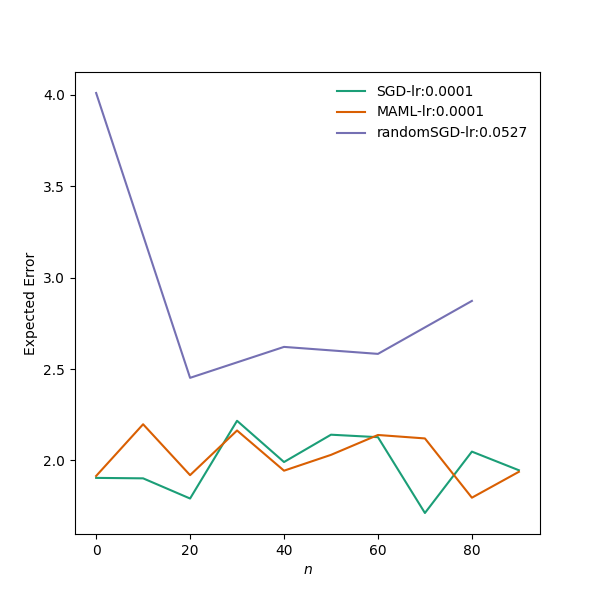 SGD-lr:0.0001
MAML-lr:0.0001
randomSGD-lr:0.0527
Expected Error
4.0
3.5
3.0
2.5
2.0
0 20 40 60 80
n